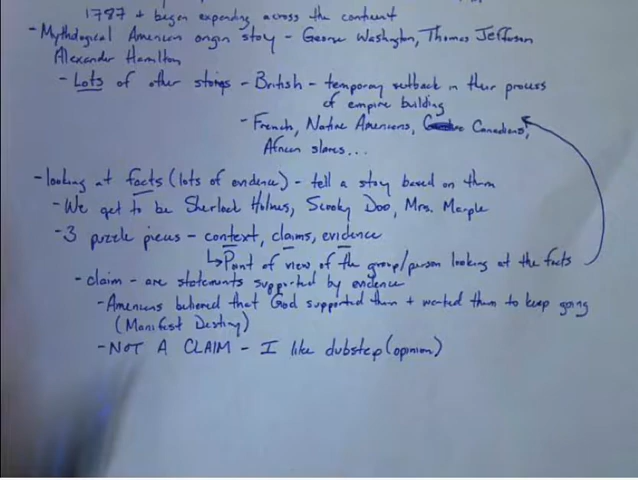 1787 + began expanding across the continent
- Mythological American origin story - George Washington, Thomas Jefferson
Alexander Hamilton
- Lots of other stories - British - temporary setback in their process
of empire building
- French, Native Americans, Canadians,
African slaves...
- looking at facts (lots of evidence) - tell a story based on them
- We get to be Sherlock Holmes, Scooby Doo, Mrs. Marple
- 3 puzzle pieces - context, claims, evidence
↳ Point of view of the group/person looking at the facts
- claim - are statements supported by evidence
- Americans believed that God supported them + wanted them to keep going
(Manifest Destiny)
- NOT A CLAIM - I like dubstep (opinion)